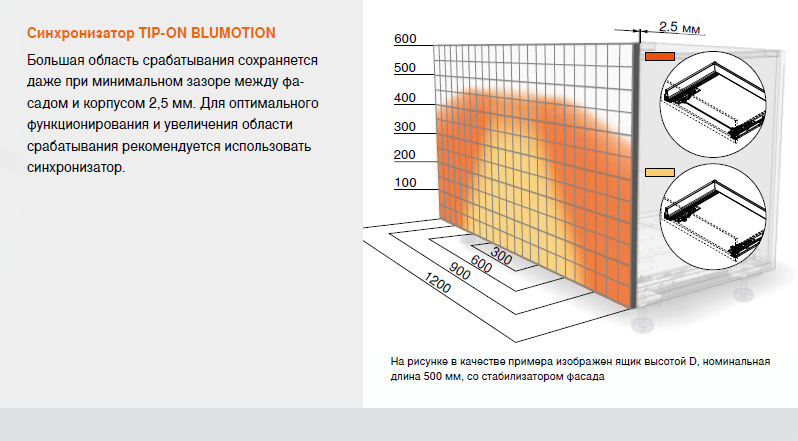 Синхронизатор TIP-ON BLUMOTION
Большая область срабатывания сохраняется
даже при минимальном зазоре между фа-
садом и корпусом 2,5 мм. Для оптимального
функционирования и увеличения области
срабатывания рекомендуется использовать
синхронизатор.
2.5 мм
600
500
400
300
200
100
300
600
900
1200
На рисунке в качестве примера изображен ящик высотой D, номинальная
длина 500 мм, со стабилизатором фасада